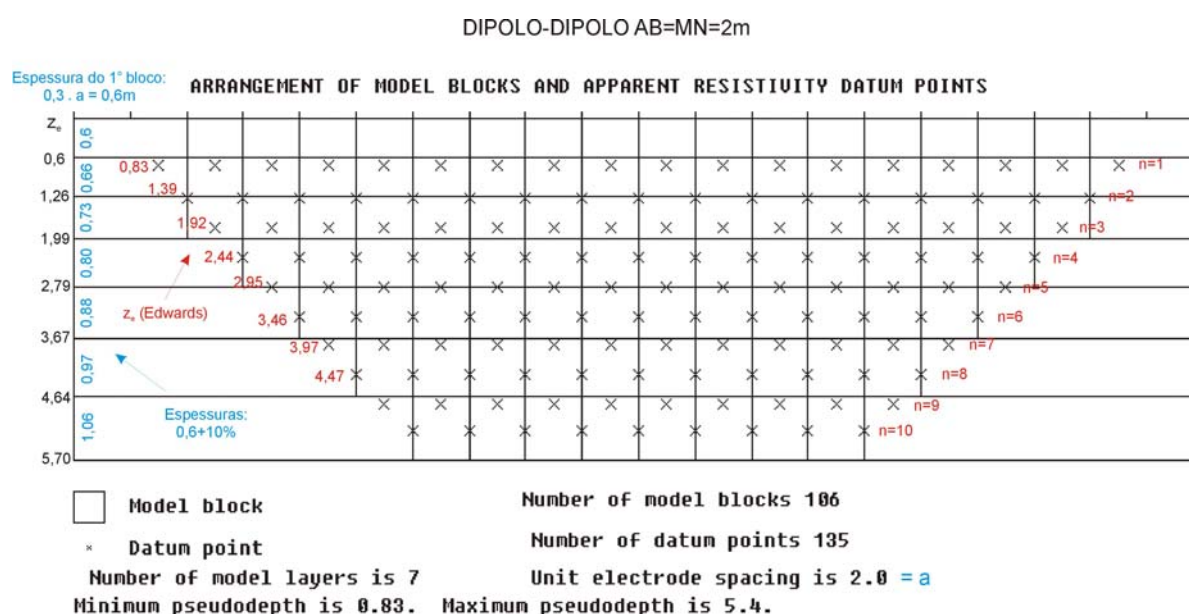 DIPOLO-DIPOLO AB=MN=2m
Espessura do 1° bloco:
0,3 . a = 0,6m
ARRANGEMENT OF MODEL BLOCKS AND APPARENT RESISTIVITY DATUM POINTS
Ze
0,6
0,6
0,83
n=1
0,66
1,39
1,26
n=2
0,73
1,92
n=3
1,99
0,80
2,44
n=4
2,95
2,79
n=5
0,88
ze (Edwards)
3,46
n=6
3,67
3,97
n=7
0,97
4,47
n=8
4,64
n=9
Espessuras:
0,6+10%
1,06
n=10
5,70
Model block
Number of model blocks 106
Datum point
Number of datum points 135
Number of model layers is 7
Unit electrode spacing is 2.0 = a
Minimum pseudodepth is 0.83. Maximum pseudodepth is 5.4.